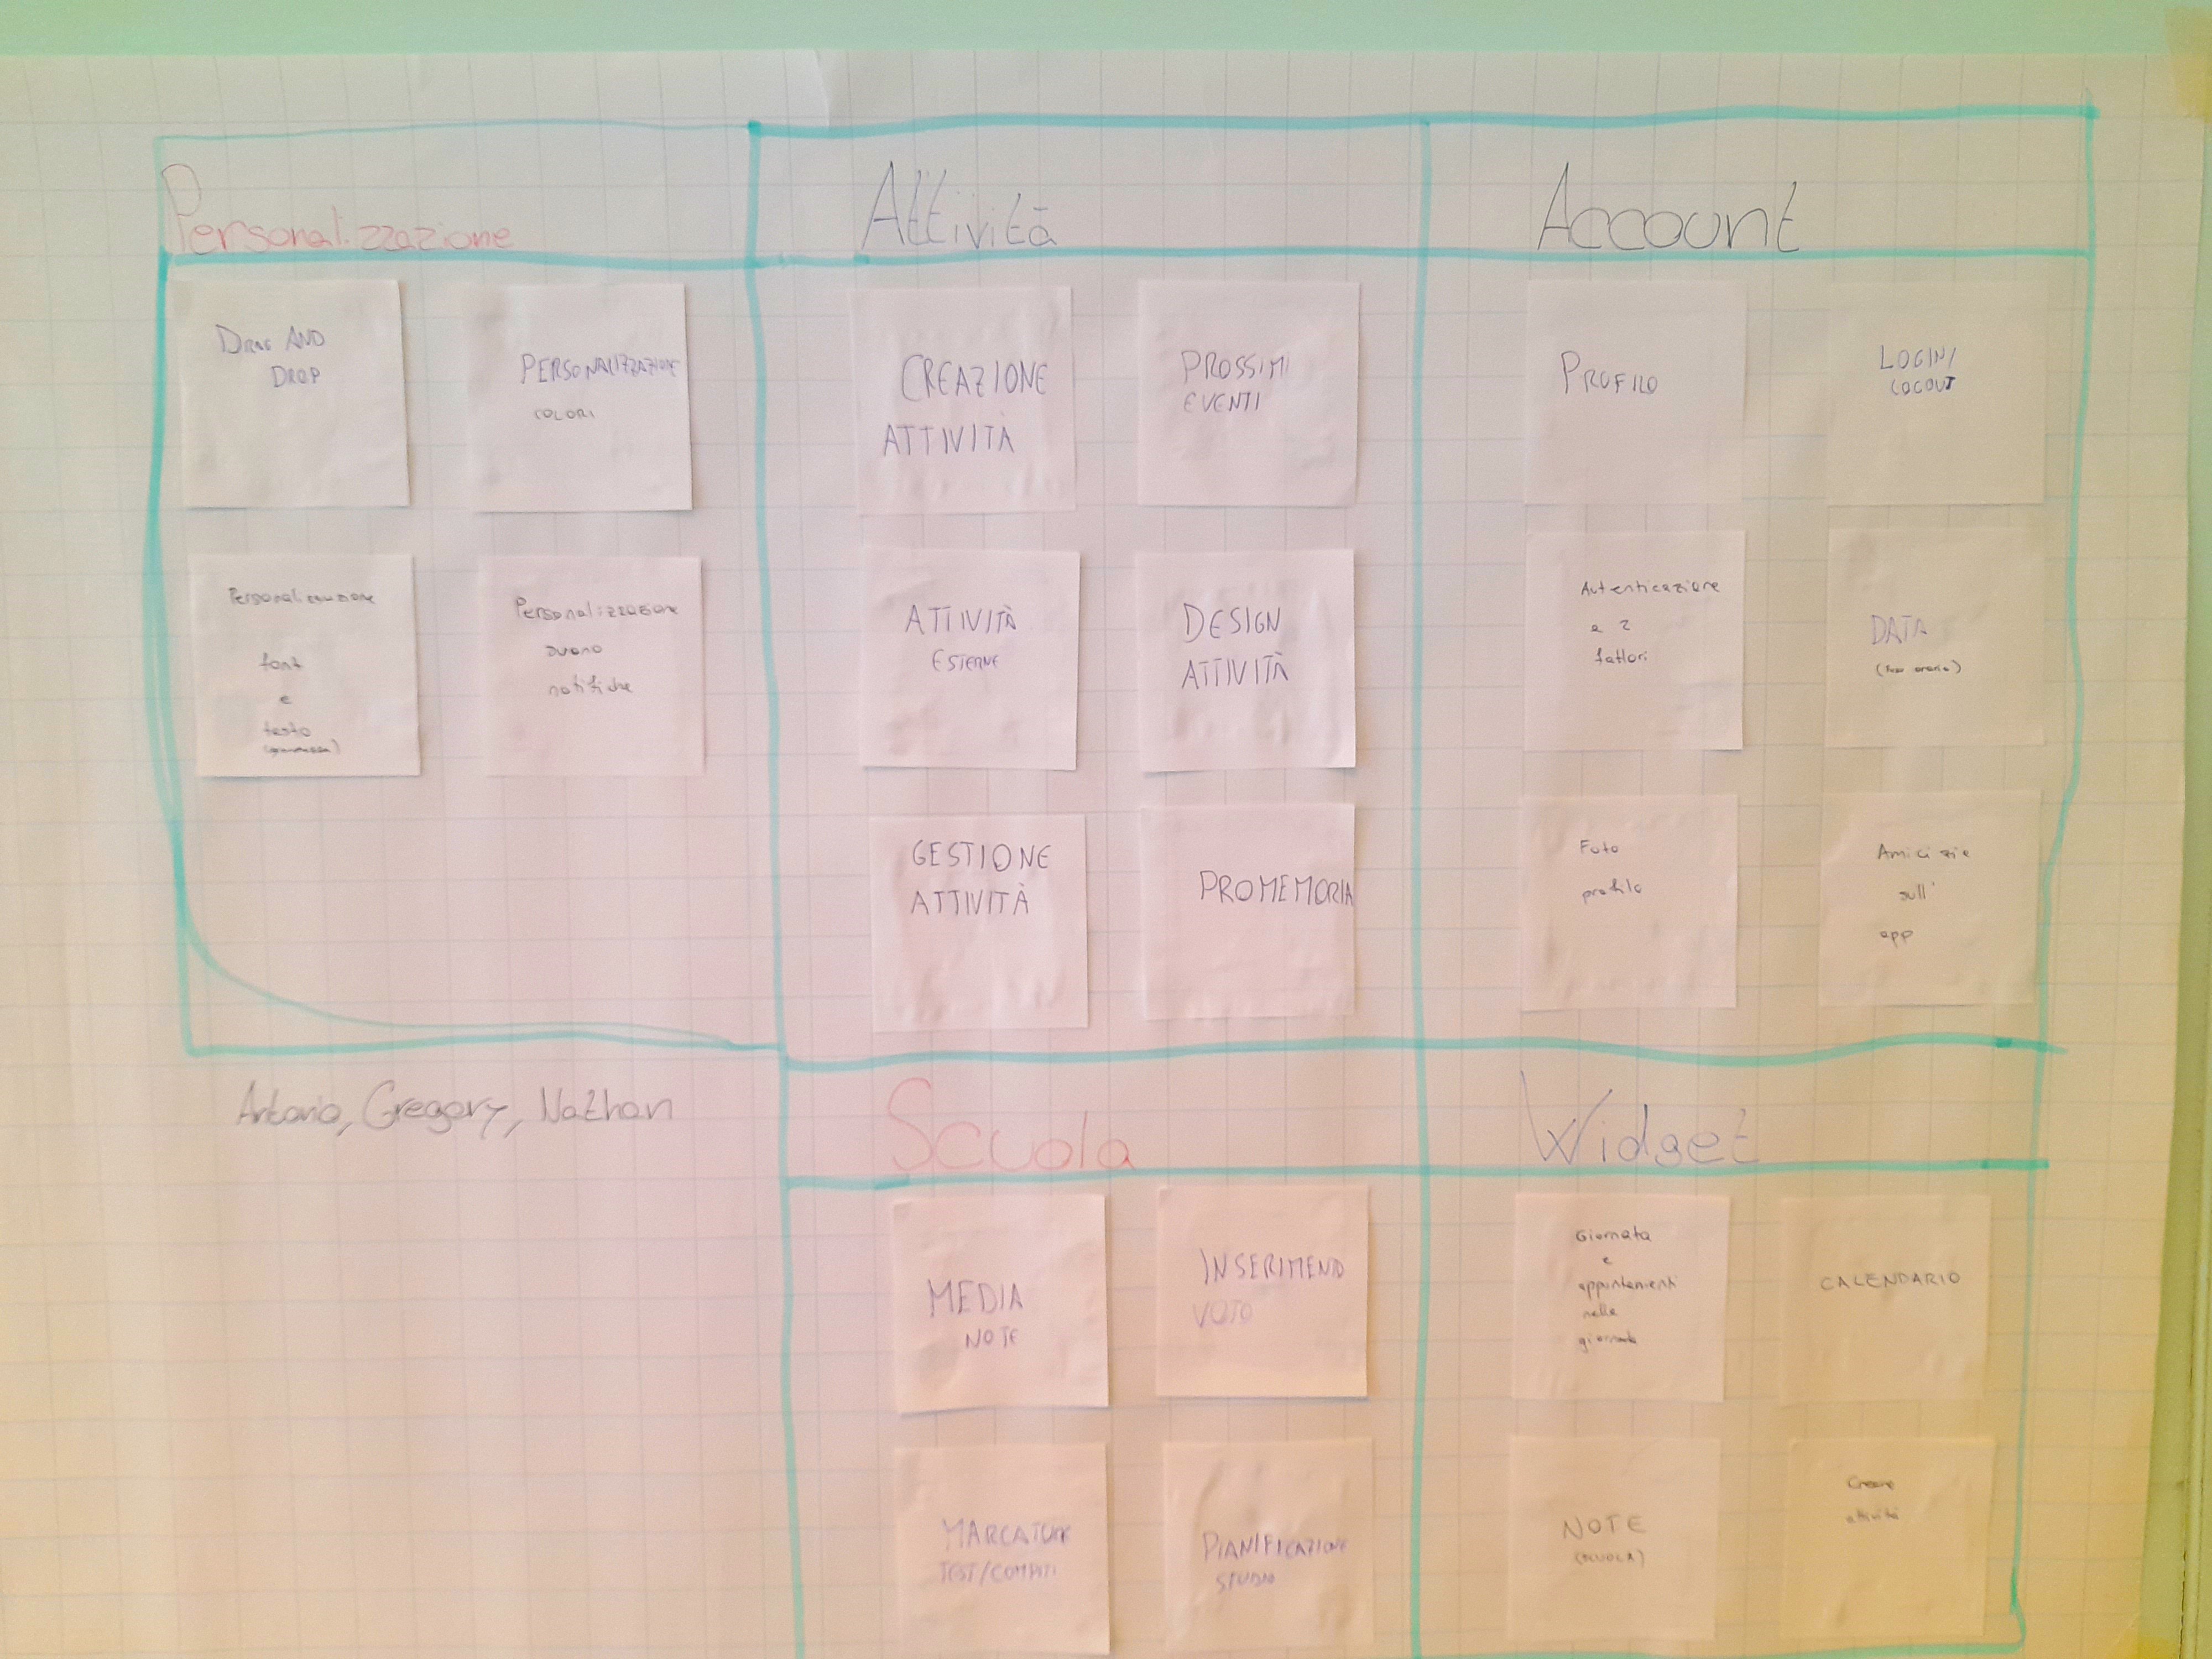 Personalizzazione
DRAG AND
DROP
PERSONALIZZAZIONE
COLORI
Personalizzazione
font
e
testo
Personalizzazione
suono
notifiche
Attività
CREAZIONE
ATTIVITÀ
PROSSIMI
EVENTI
ATTIVITÀ
ESTERNE
DESIGN
ATTIVITÀ
GESTIONE
ATTIVITÀ
PROMEMORIA
Account
PROFILO
LOGIN/
LOGOUT
Autenticazione
a 2
fattori
DATA
(fuso orario)
Foto
profilo
Amicizie
sull'
app
Antonio, Gregory, Nathan
Scuola
MEDIA
NOTE
INSERIMENTO
VOTO
MARCATURE
TEST/COMPITI
PIANIFICAZIONE
STUDIO
Widget
Giornata
e
appuntamenti
nella
giornata
CALENDARIO
NOTE
(SCUOLA)
Creare
attività